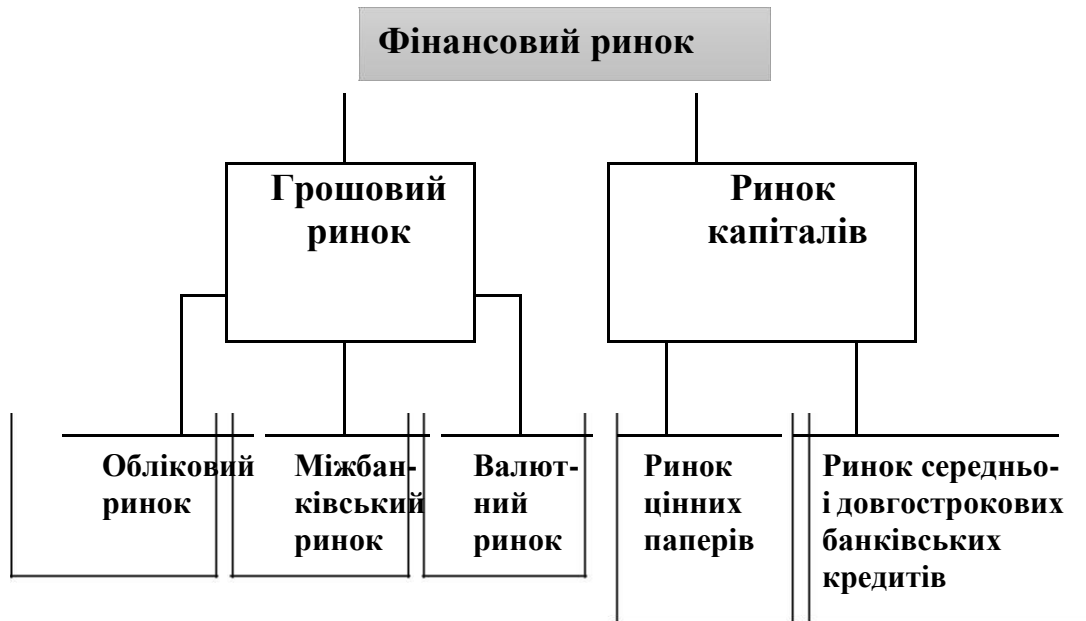 Фінансовий ринок
Грошовий
ринок
Ринок
капіталів
Обліковий
ринок
Міжбан-
ківський
ринок
Валют-
ний
ринок
Ринок
цінних
паперів
Ринок середньо-
і довгострокових
банківських
кредитів